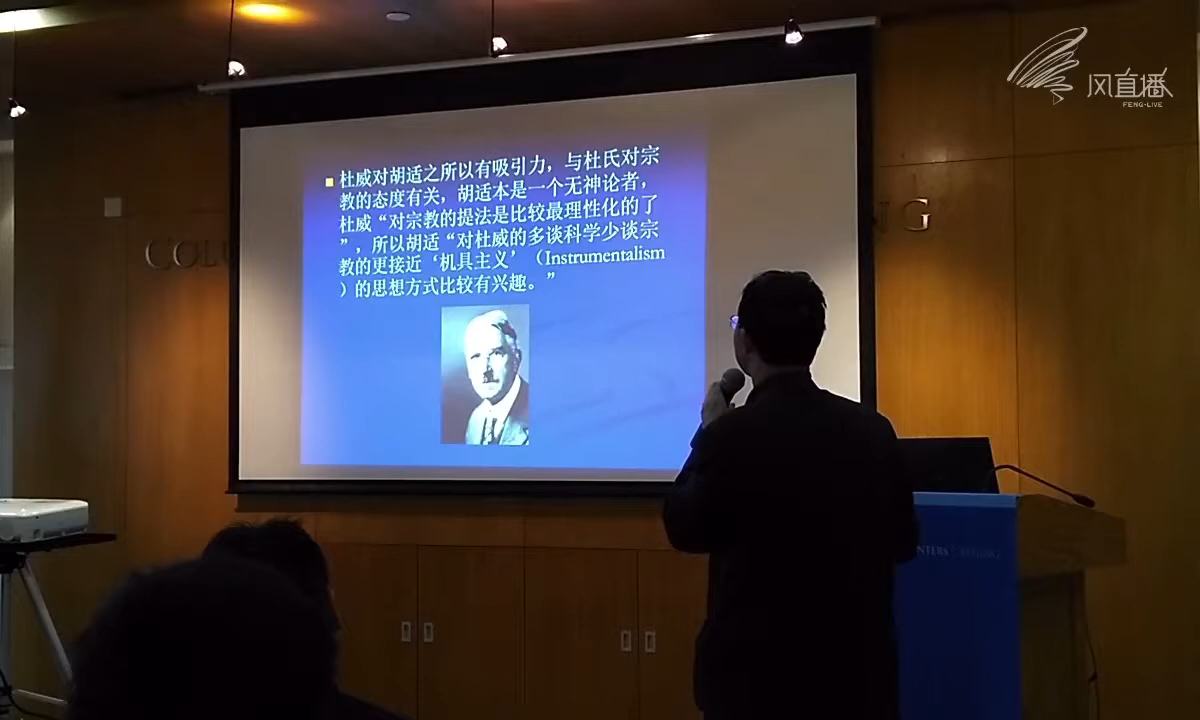 风直播
FENG-LIVE
杜威对胡适之所以有吸引力，与杜氏对宗
教的态度有关，胡适本是一个无神论者，
杜威“对宗教的提法是比较最理性化的了
”，所以胡适“对杜威的多谈科学少谈宗
教的更接近‘机具主义’（Instrumentalism
）的思想方式比较有兴趣。”